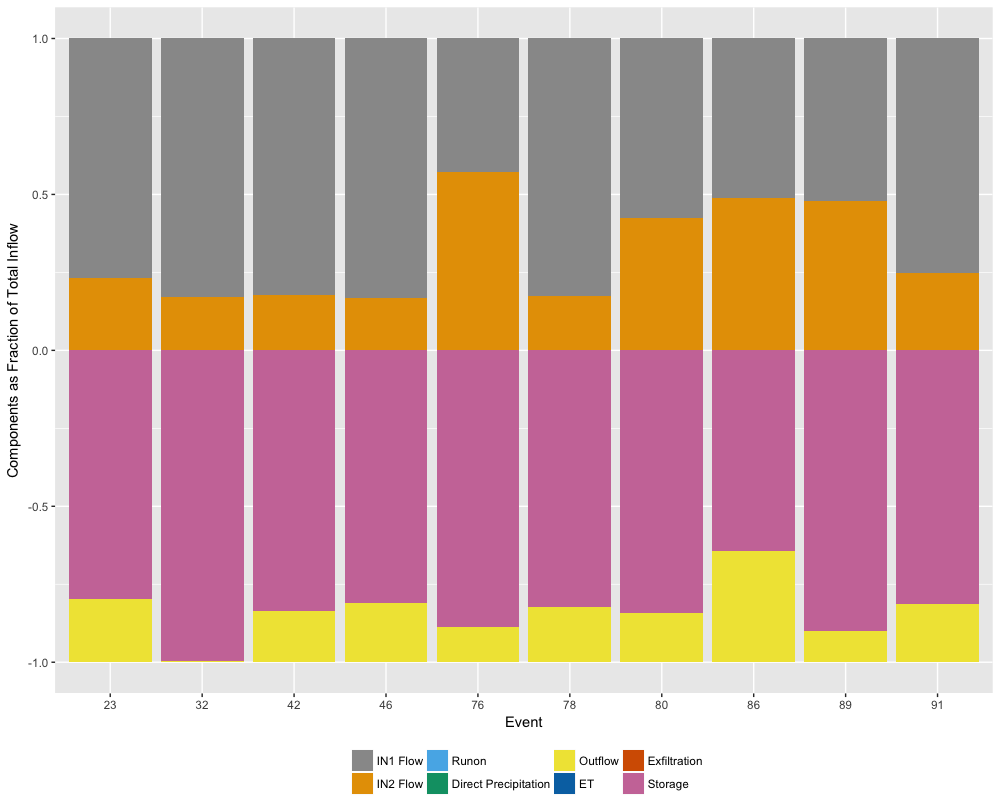 Components as Fraction of Total Inflow
1.0
0.5
0.0
-0.5
-1.0
23 32 42 46 76 78 80 86 89 91
Event
IN1 Flow Runon Outflow Exfiltration
IN2 Flow Direct Precipitation ET Storage